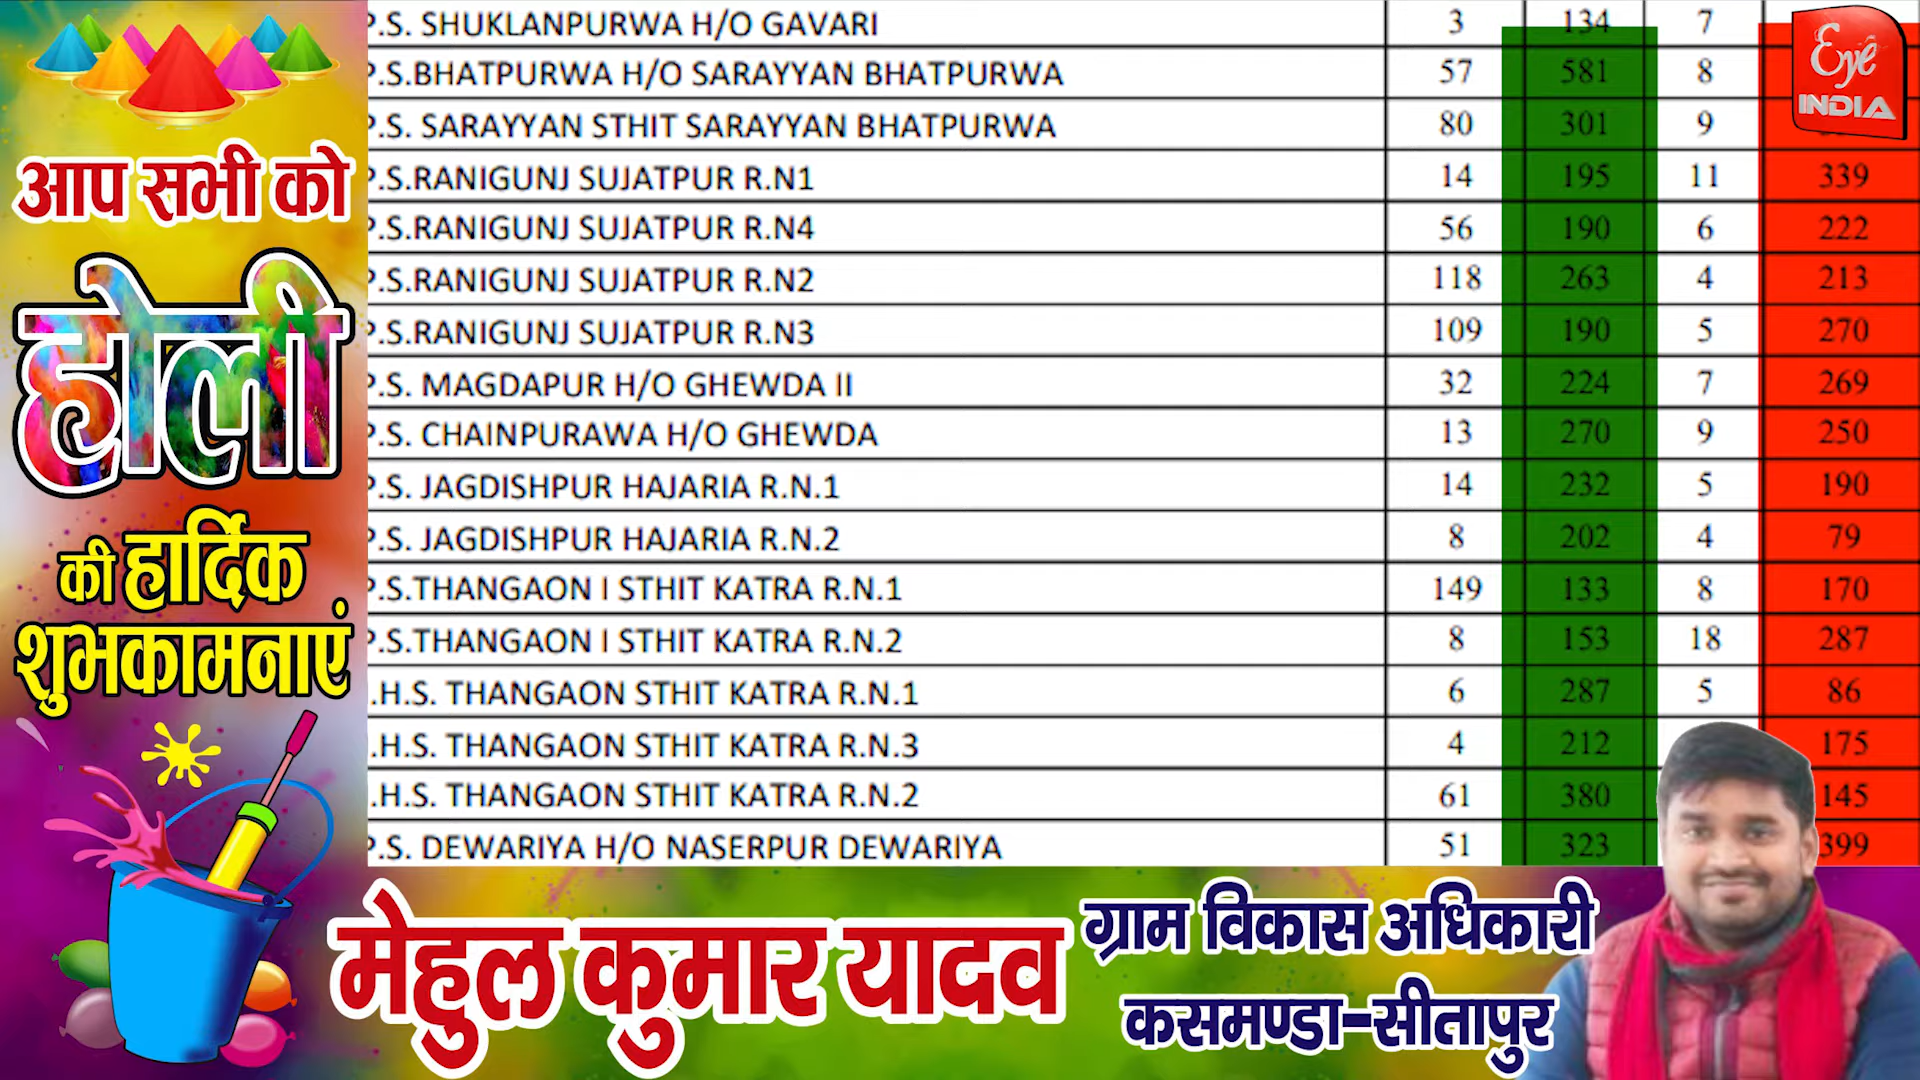 आप सभी को
होली
की हार्दिक
शुभकामनाएं
P.S. SHUKLANPURWA H/O GAVARI 3 134 7
P.S.BHATPURWA H/O SARAYYAN BHATPURWA 57 581 8
P.S. SARAYYAN STHIT SARAYYAN BHATPURWA 80 301 9
P.S.RANIGUNJ SUJATPUR R.N1 14 195 11 339
P.S.RANIGUNJ SUJATPUR R.N4 56 190 6 222
P.S.RANIGUNJ SUJATPUR R.N2 118 263 4 213
P.S.RANIGUNJ SUJATPUR R.N3 109 190 5 270
P.S. MAGDAPUR H/O GHEWDA II 32 224 7 269
P.S. CHAINPURAWA H/O GHEWDA 13 270 9 250
P.S. JAGDISHPUR HAJARIA R.N.1 14 232 5 190
P.S. JAGDISHPUR HAJARIA R.N.2 8 202 4 79
P.S.THANGAON I STHIT KATRA R.N.1 149 133 8 170
P.S.THANGAON I STHIT KATRA R.N.2 8 153 18 287
.H.S. THANGAON STHIT KATRA R.N.1 6 287 5 86
.H.S. THANGAON STHIT KATRA R.N.3 4 212 175
.H.S. THANGAON STHIT KATRA R.N.2 61 380 145
P.S. DEWARIYA H/O NASERPUR DEWARIYA 51 323 399
Eye
INDIA
मेहुल कुमार यादव
ग्राम विकास अधिकारी
कसमण्डा-सीतापुर